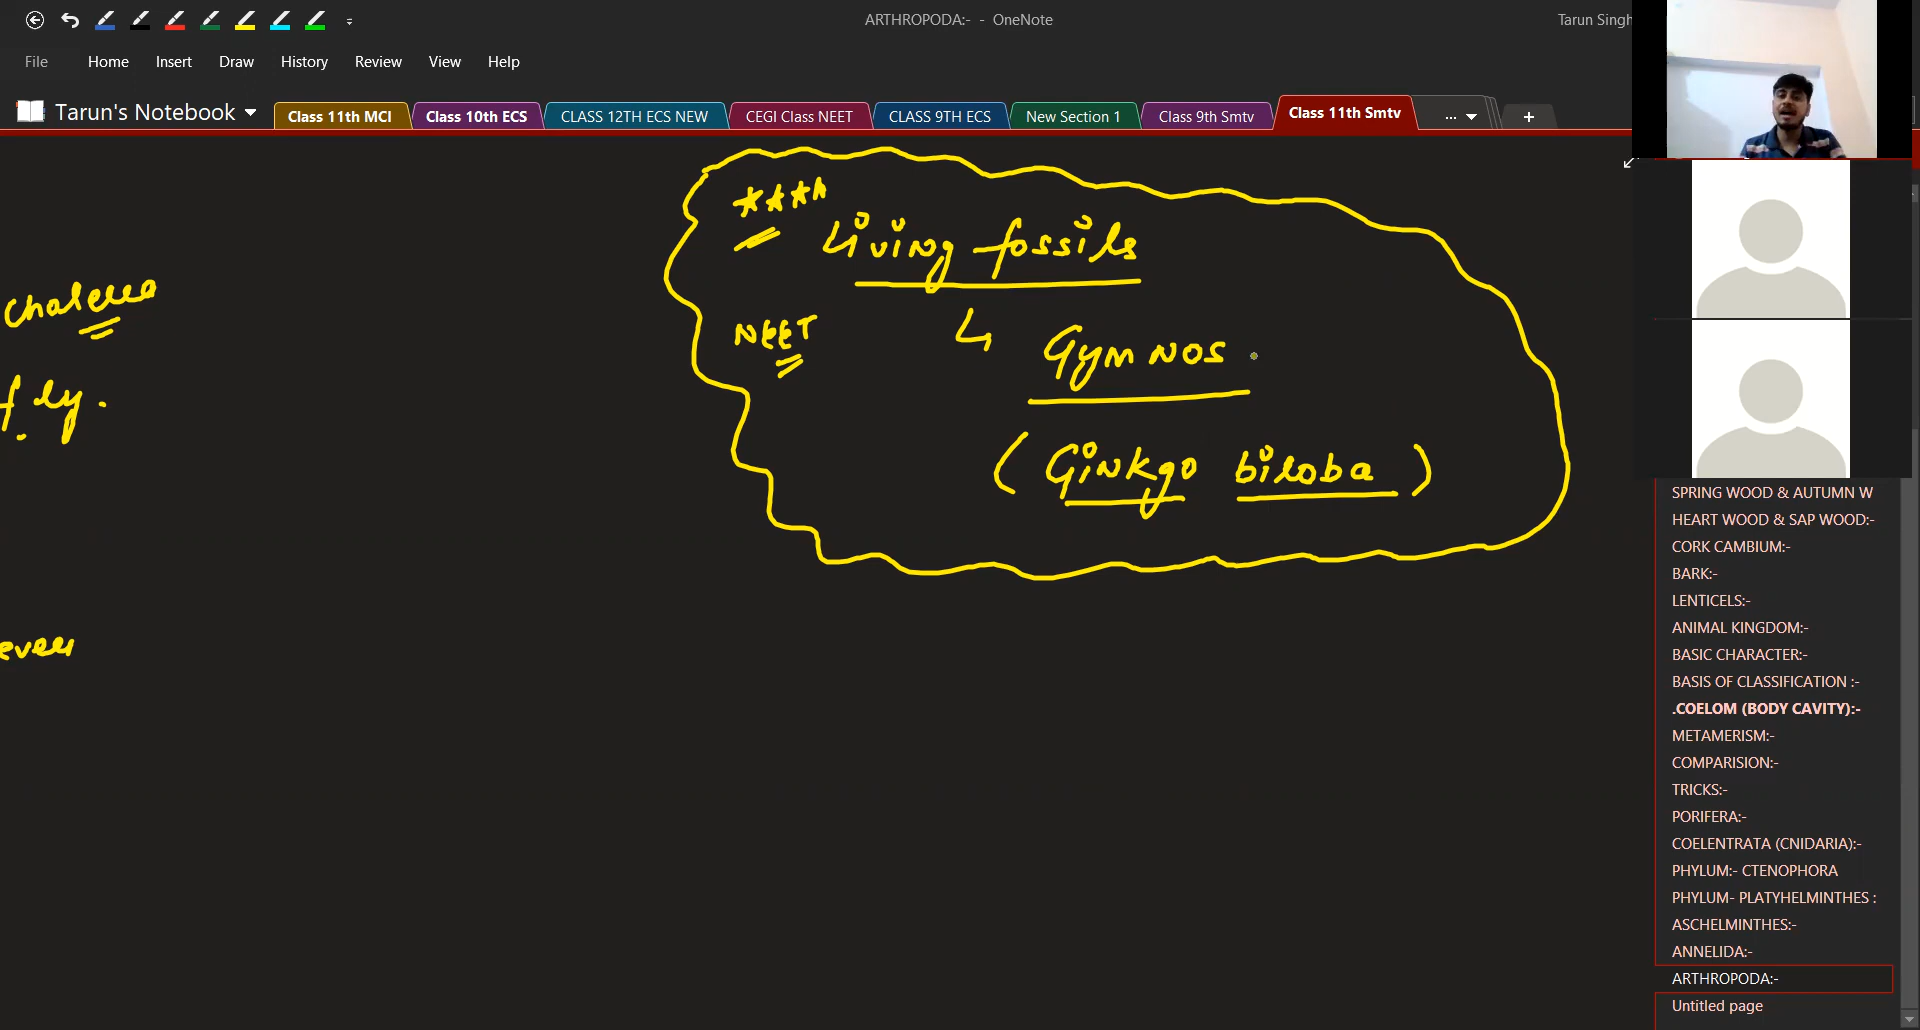 ARTHROPODA:- - OneNote
Tarun Singh
File Home Insert Draw History Review View Help
Tarun's Notebook
Class 11th MCI Class 10th ECS CLASS 12TH ECS NEW CEGI Class NEET CLASS 9TH ECS New Section 1 Class 9th Smtv Class 11th Smtv ... +
****
Living fossils
NEET
Gymnos
(Ginkgo biloba)
fly.
SPRING WOOD & AUTUMN W
HEART WOOD & SAP WOOD:-
CORK CAMBIUM:-
BARK:-
LENTICELS:-
ANIMAL KINGDOM:-
BASIC CHARACTER:-
BASIS OF CLASSIFICATION :-
.COELOM (BODY CAVITY):-
METAMERISM:-
COMPARISION:-
TRICKS:-
PORIFERA:-
COELENTRATA (CNIDARIA):-
PHYLUM:- CTENOPHORA
PHYLUM- PLATYHELMINTHES :
ASCHELMINTHES:-
ANNELIDA:-
ARTHROPODA:-
Untitled page